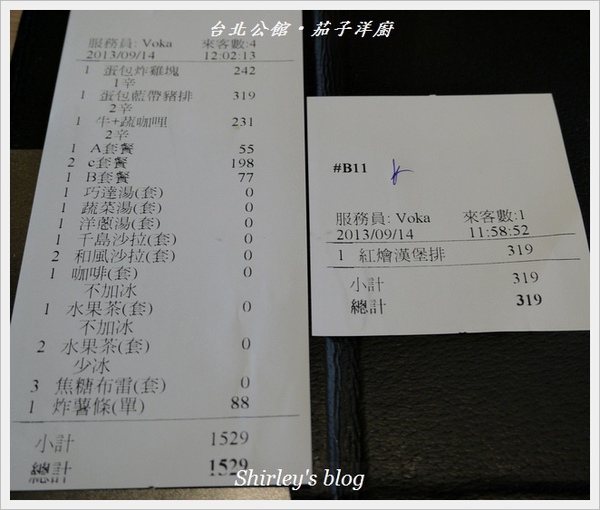 台北公館•茄子洋廚
服務員: Voka 來客數:4
2013/09/14 12:02:13
1 蛋包炸雞塊 242
1辛
1 蛋包藍帶豬排 319
2辛
1 牛+蔬咖哩 231
2辛
1 A套餐 55
2 c套餐 198
1 B套餐 77
1 巧達湯(套) 0
1 蔬菜湯(套) 0
1 洋蔥湯(套) 0
1 千島沙拉(套) 0
2 和風沙拉(套) 0
1 咖啡(套) 0
不加冰
1 水果茶(套) 0
不加冰
2 水果茶(套) 0
少冰
3 焦糖布雷(套) 0
1 炸薯條(單) 88
小計 1529
總計 1529
#B11
服務員: Voka 來客數:1
2013/09/14 11:58:52
1 紅燴漢堡排 319
小計 319
總計 319
Shirley's blog